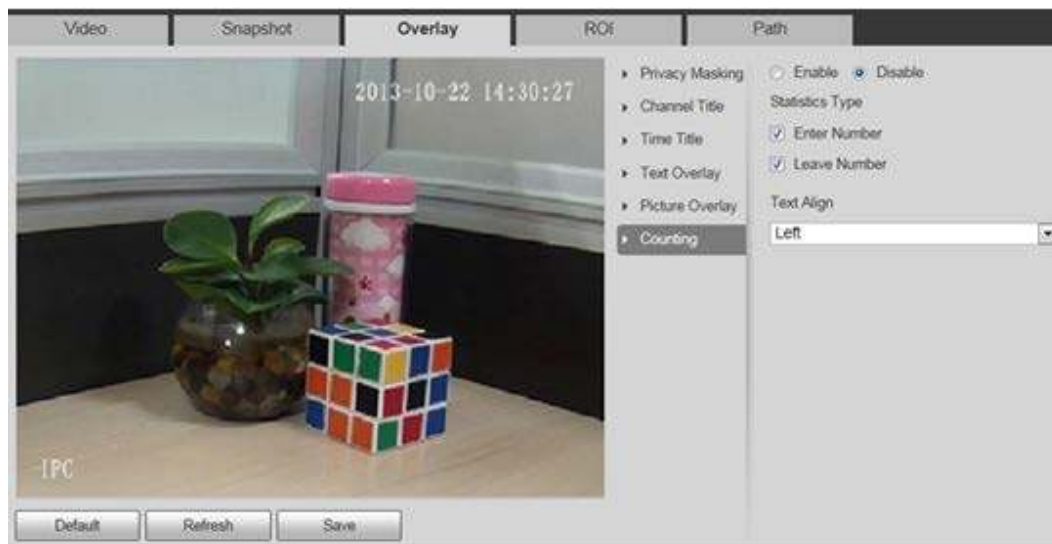 Video
Snapshot
Overlay
ROI
Path
2013-10-22 14:30:27
IPC
Privacy Masking
Channel Title
Time Title
Text Overlay
Picture Overlay
Counting
Enable
Disable
Statistics Type
Enter Number
Leave Number
Text Align
Left
Default
Refresh
Save